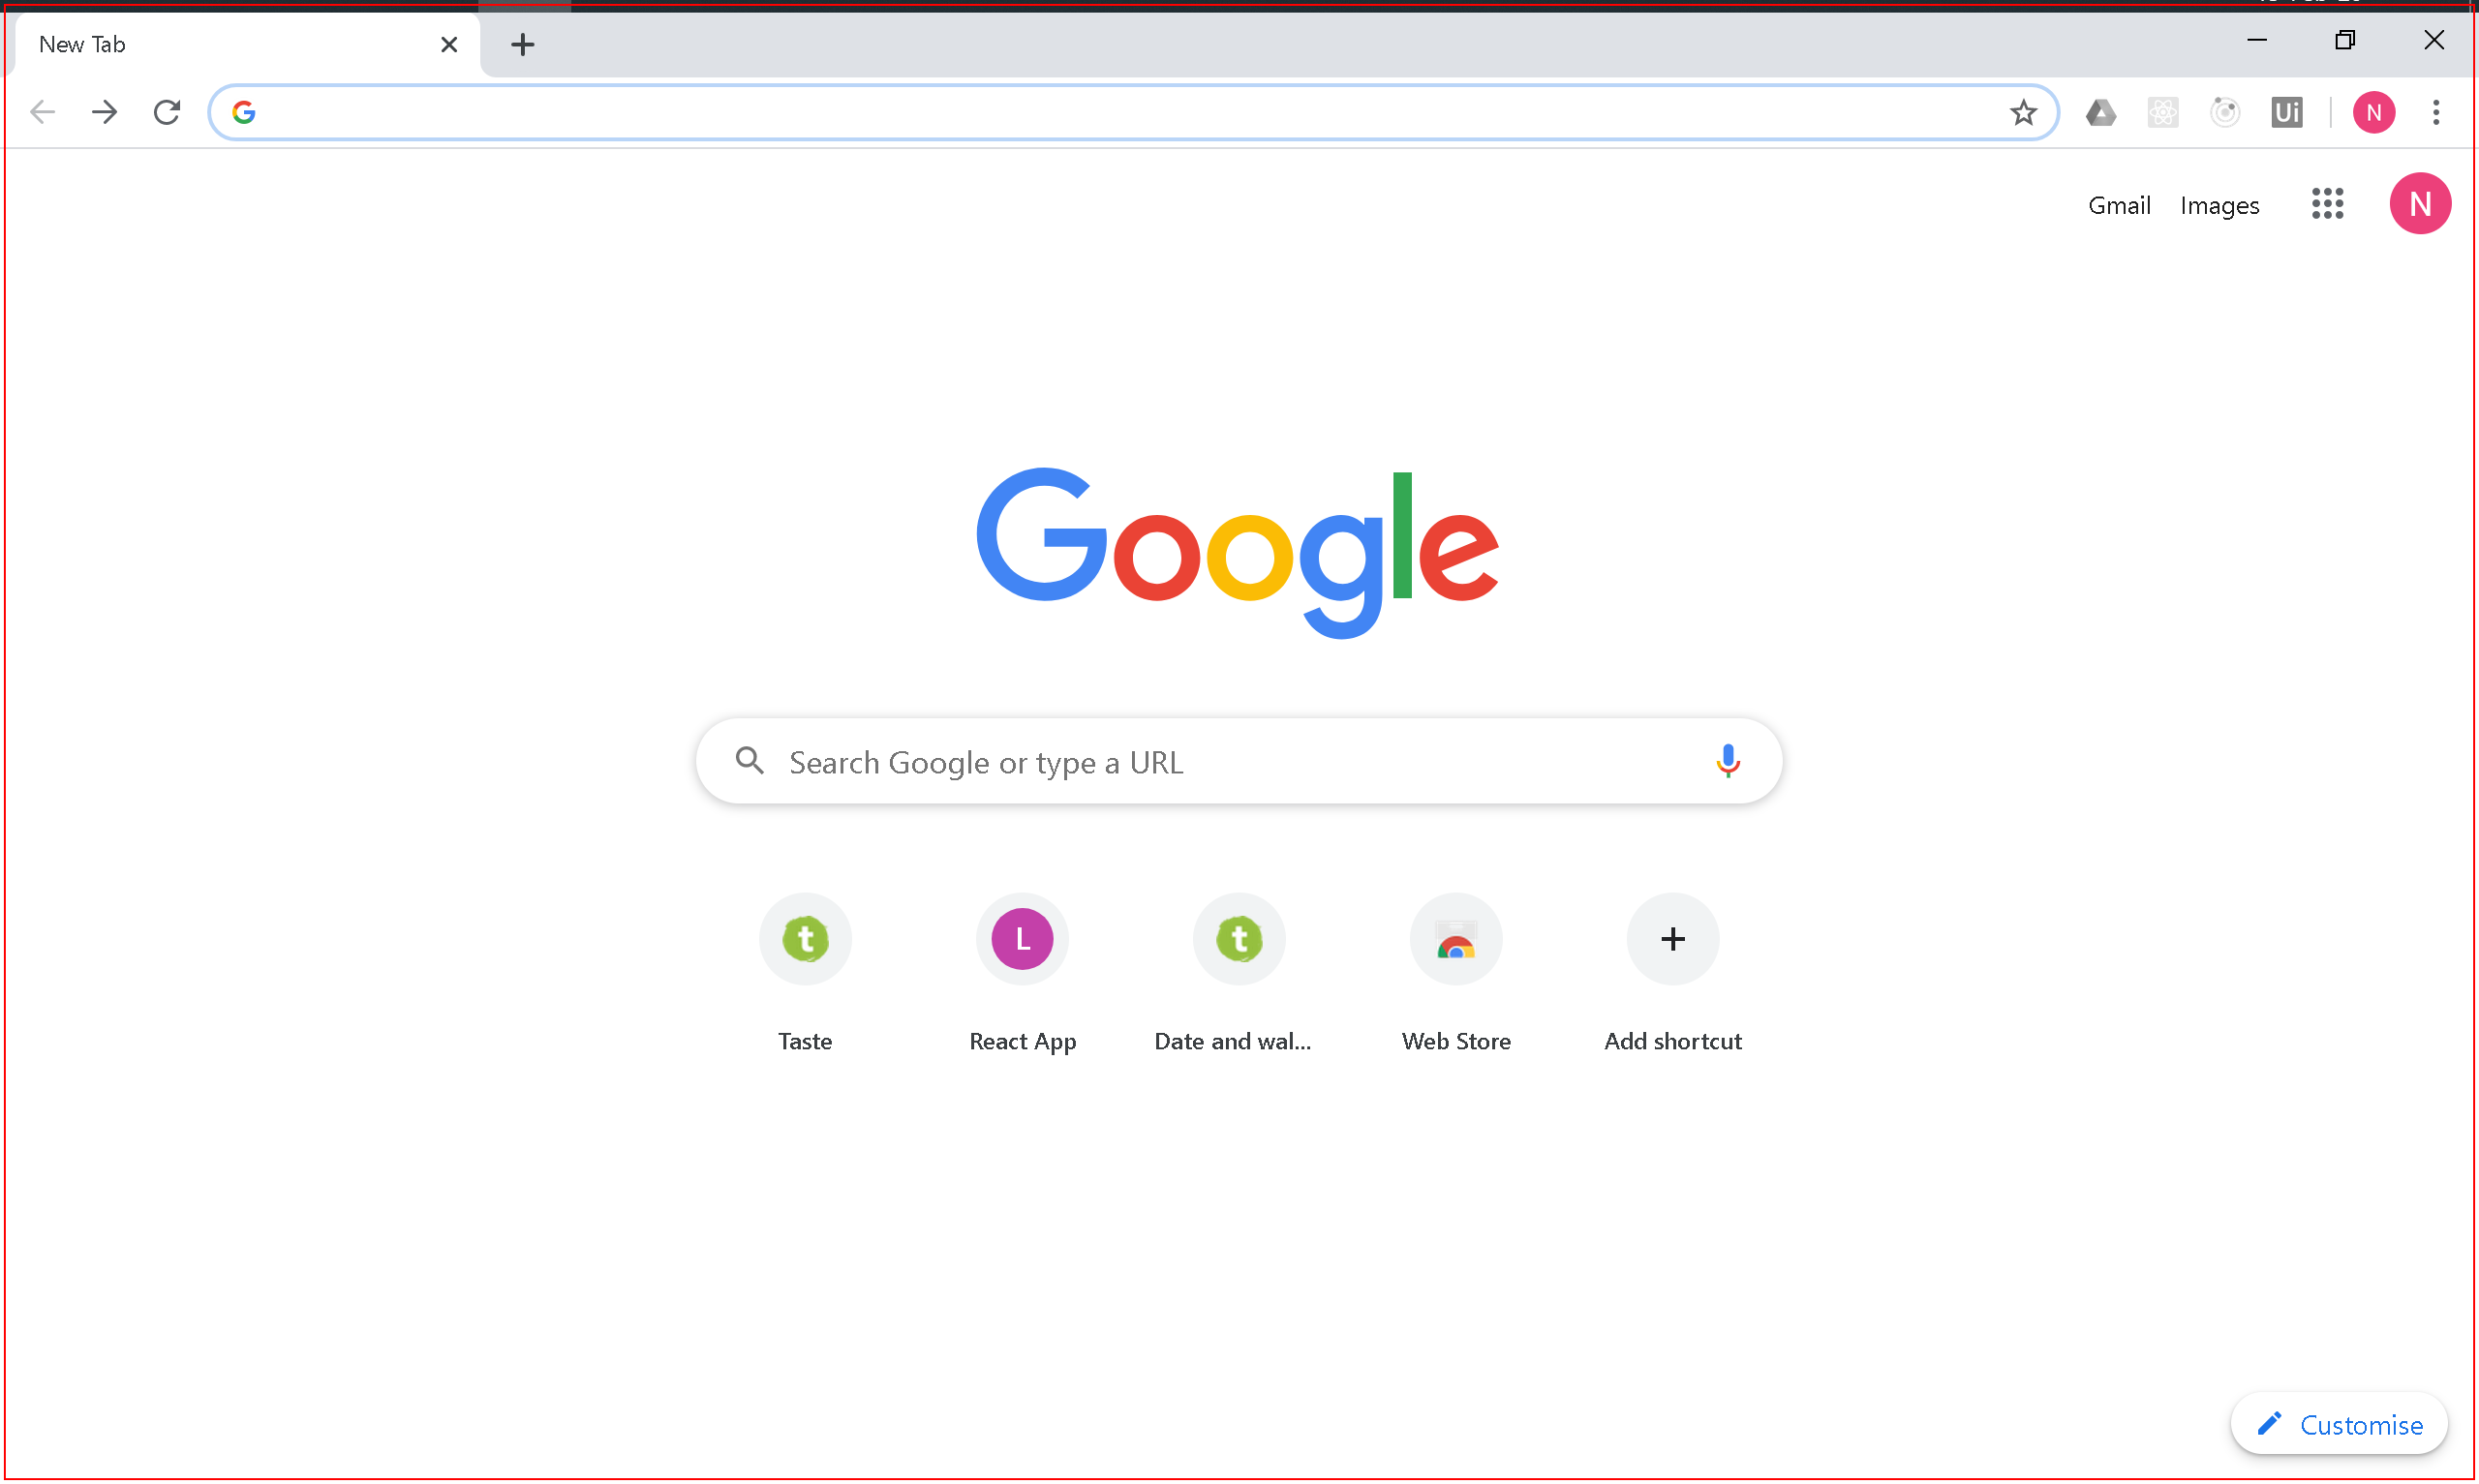 New Tab
Ui
N
Gmail Images
N
Google
Search Google or type a URL
t L t
Taste React App Date and wal... Web Store Add shortcut
Customise